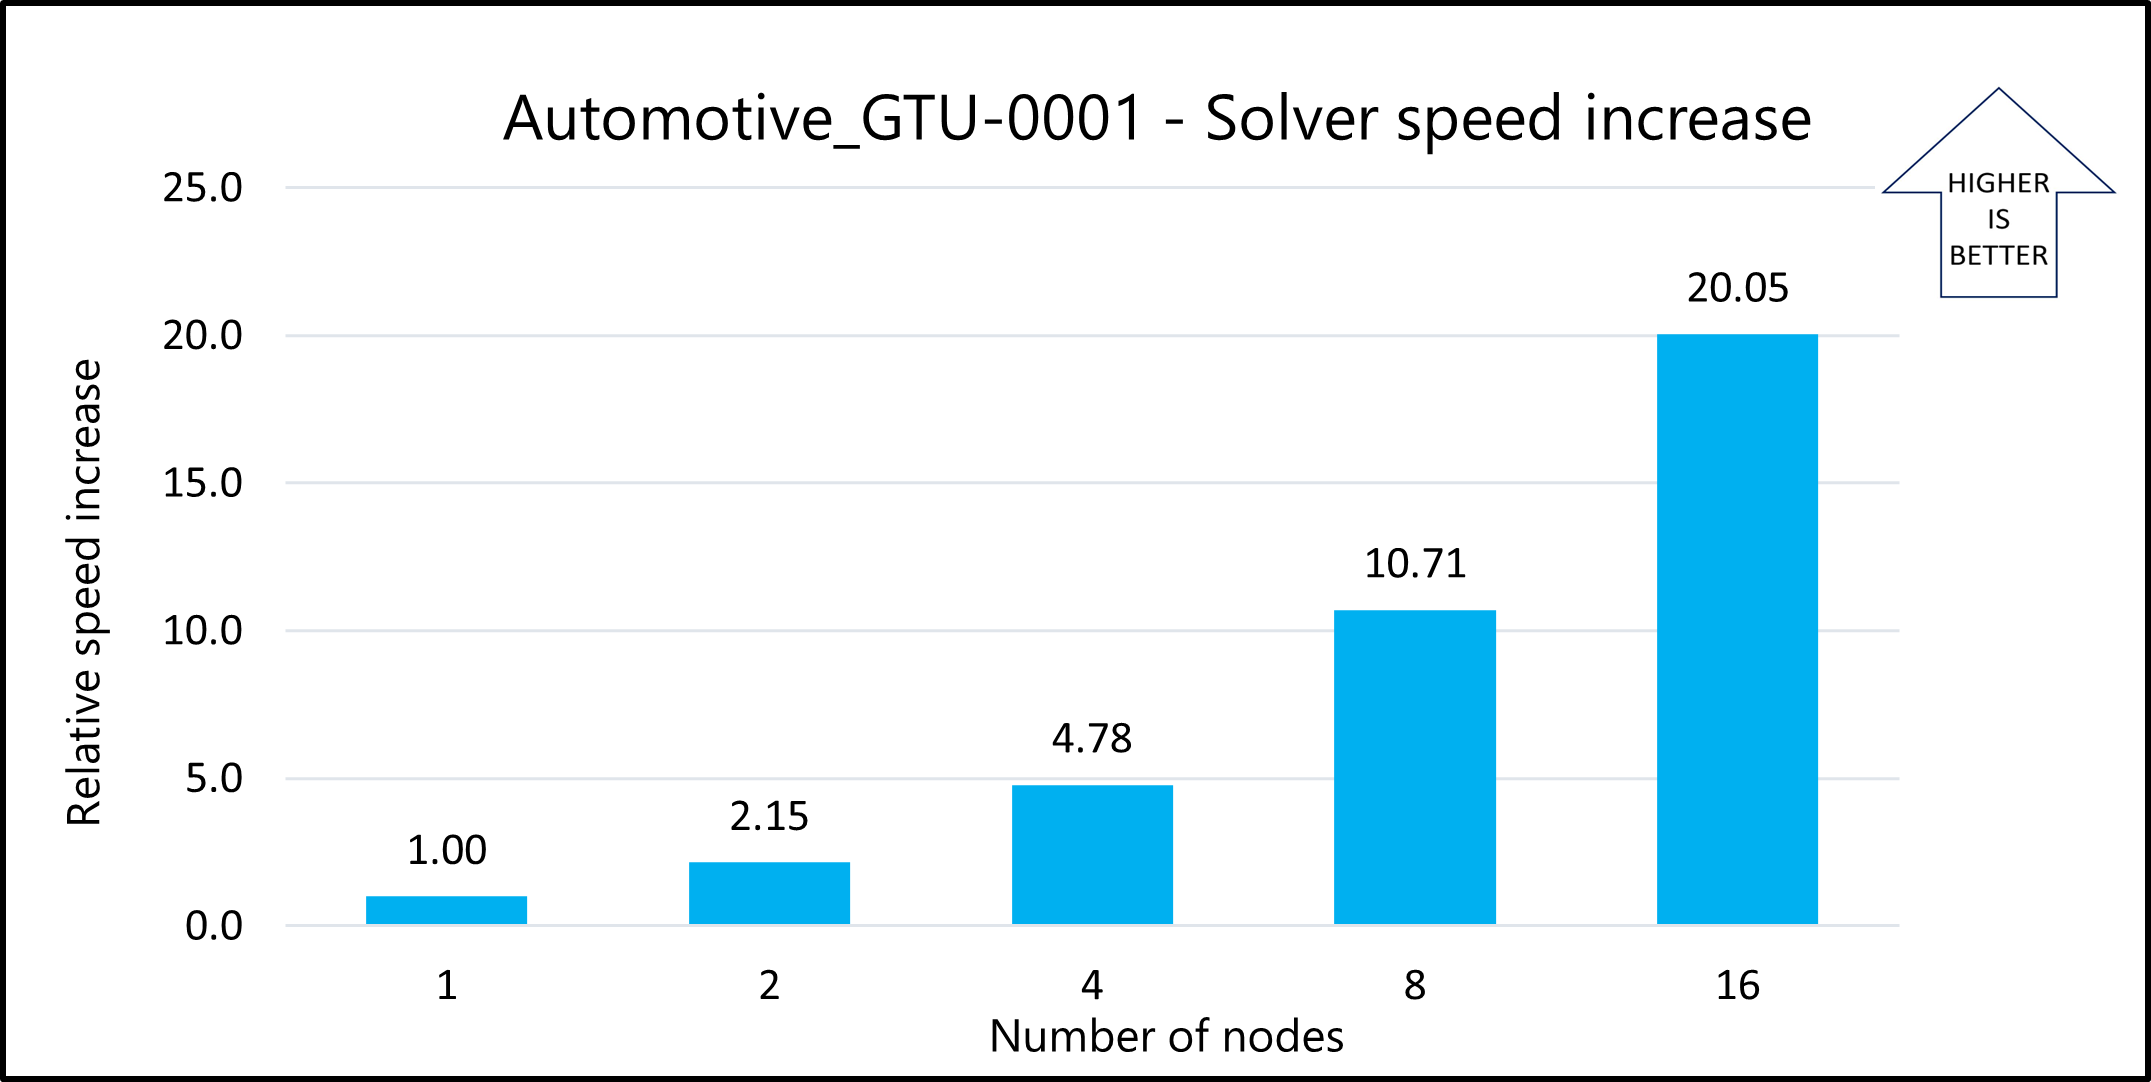 Automotive_GTU-0001 - Solver speed increase
HIGHER
IS
BETTER
Relative speed increase
25.0
20.0
15.0
10.0
5.0
0.0
1.00
2.15
4.78
10.71
20.05
1
2
4
8
16
Number of nodes